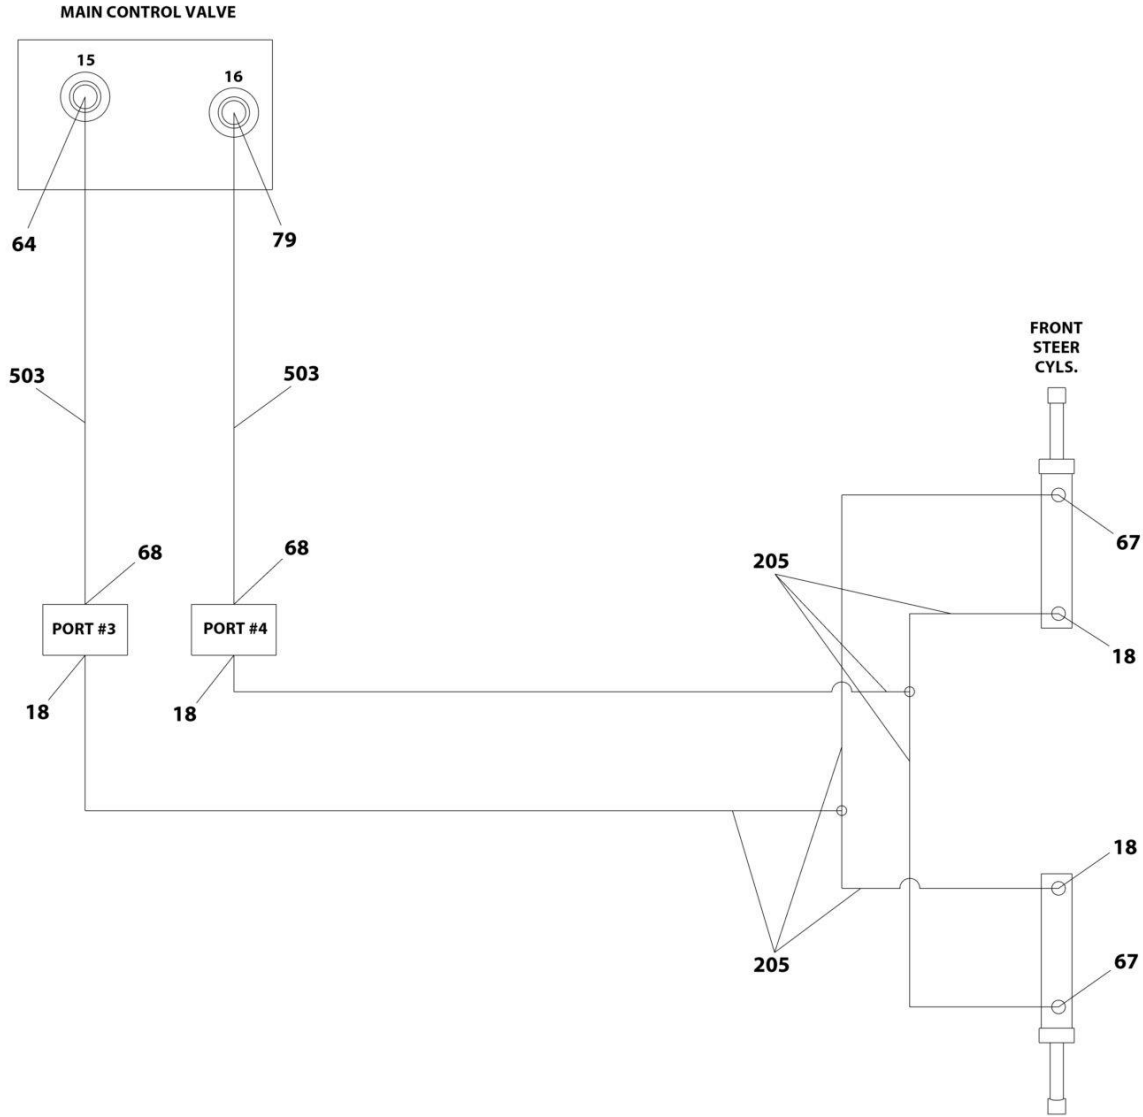 MAIN CONTROL VALVE
15
16
64
79
FRONT
STEER
CYLS.
503
503
67
68
68
205
PORT #3
PORT #4
18
18
18
18
67
205